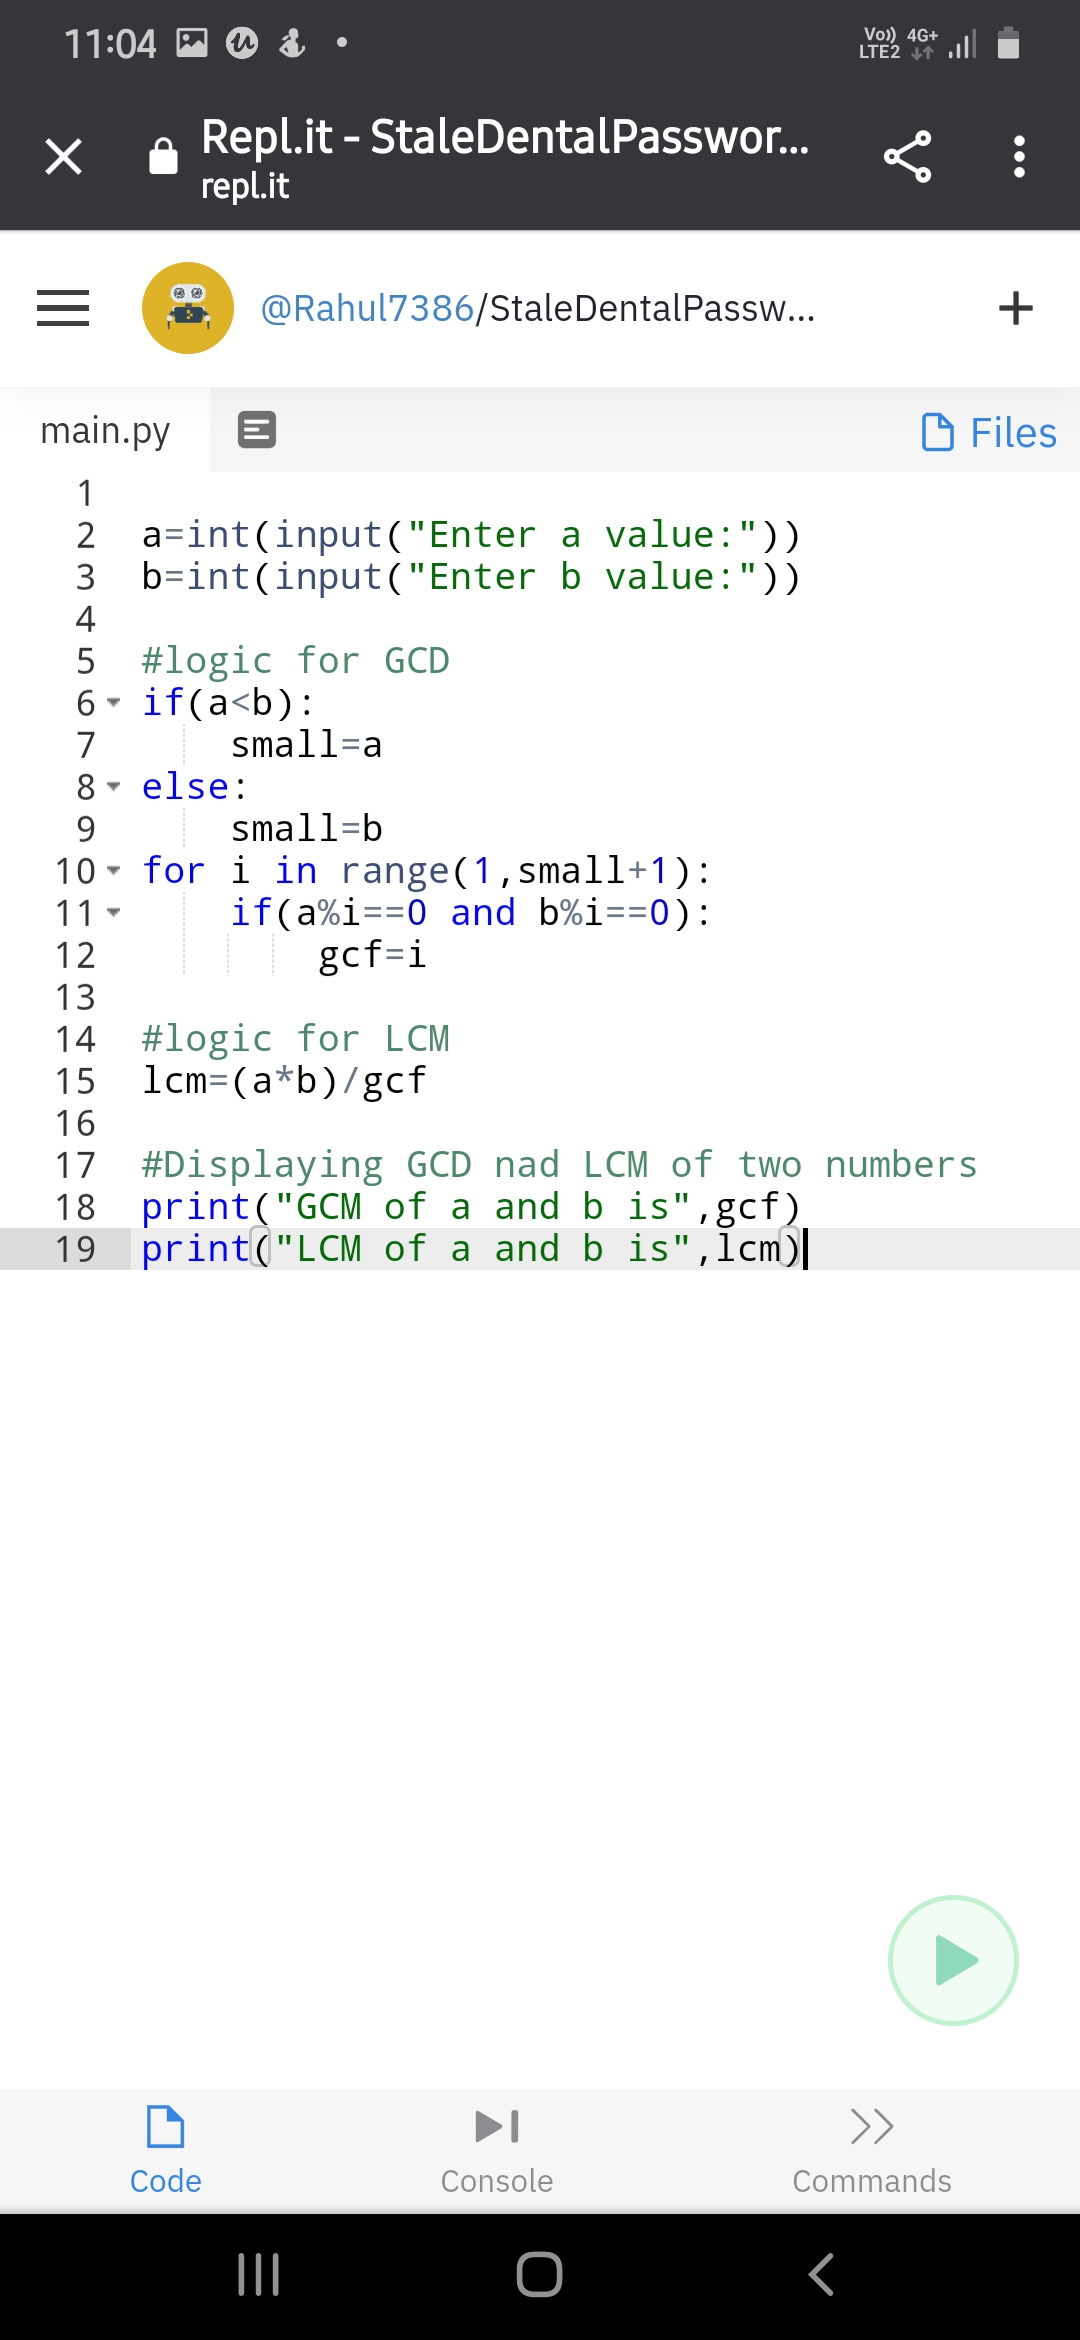 11:04
Vo)) 4G+
LTE2
Repl.it - StaleDentalPasswor...
repl.it
@Rahul7386/StaleDentalPassw...
main.py
Files
1
2 a=int(input("Enter a value:"))
3 b=int(input("Enter b value:"))
4
5 #logic for GCD
6 if(a<b):
7     small=a
8 else:
9     small=b
10 for i in range(1,small+1):
11     if(a%i==0 and b%i==0):
12         gcf=i
13
14 #logic for LCM
15 lcm=(a*b)/gcf
16
17 #Displaying GCD nad LCM of two numbers
18 print("GCM of a and b is",gcf)
19 print("LCM of a and b is",lcm)
Code
Console
Commands